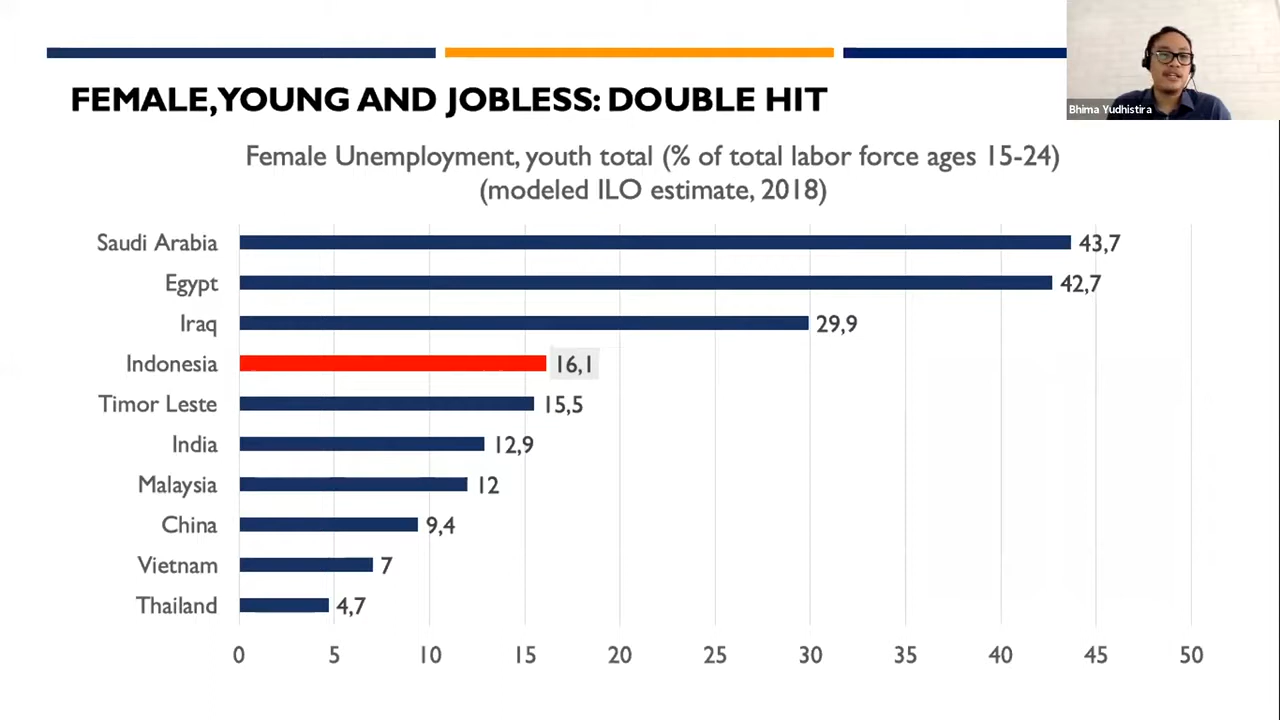 FEMALE, YOUNG AND JOBLESS: DOUBLE HIT
Bhima Yudhistira
Female Unemployment, youth total (% of total labor force ages 15-24)
(modeled ILO estimate, 2018)
Saudi Arabia 43,7
Egypt 42,7
Iraq 29,9
Indonesia 16,1
Timor Leste 15,5
India 12,9
Malaysia 12
China 9,4
Vietnam 7
Thailand 4,7
0 5 10 15 20 25 30 35 40 45 50